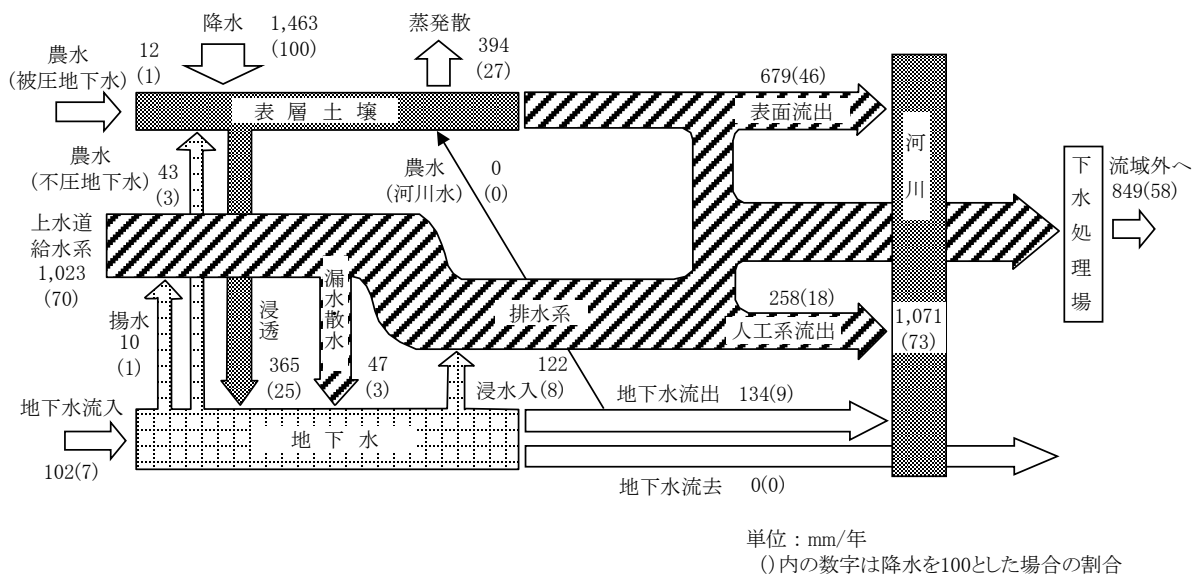 降水 1,463
(100)
蒸発散 394
(27)
農水
(被圧地下水)
12
(1)
表層土壌
679(46)
表面流出
河川
農水
(不圧地下水)
43
(3)
農水
(河川水)
0
(0)
下水処理場
流域外へ
849(58)
上水道
給水系
1,023
(70)
漏水散水
排水系
258(18)
人工系流出
1,071
(73)
揚水
10
(1)
浸透
365
(25)
47
(3)
122
浸水入(8)
地下水流出 134(9)
地下水流入
102(7)
地下水
地下水流去 0(0)
単位:mm/年
()内の数字は降水を100とした場合の割合